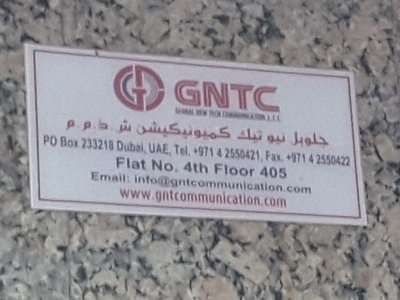 GNTC
GLOBAL NEW TECH COMMUNICATION L.L.C
جلوبل نيو تيك كميونيكيشن ش.ذ.م.م
PO Box 233218 Dubai, UAE, Tel. +971 4 2550421, Fax. +971 4 2550422
Flat No. 4th Floor 405
Email: info@gntcommunication.com
www.gntcommunication.com